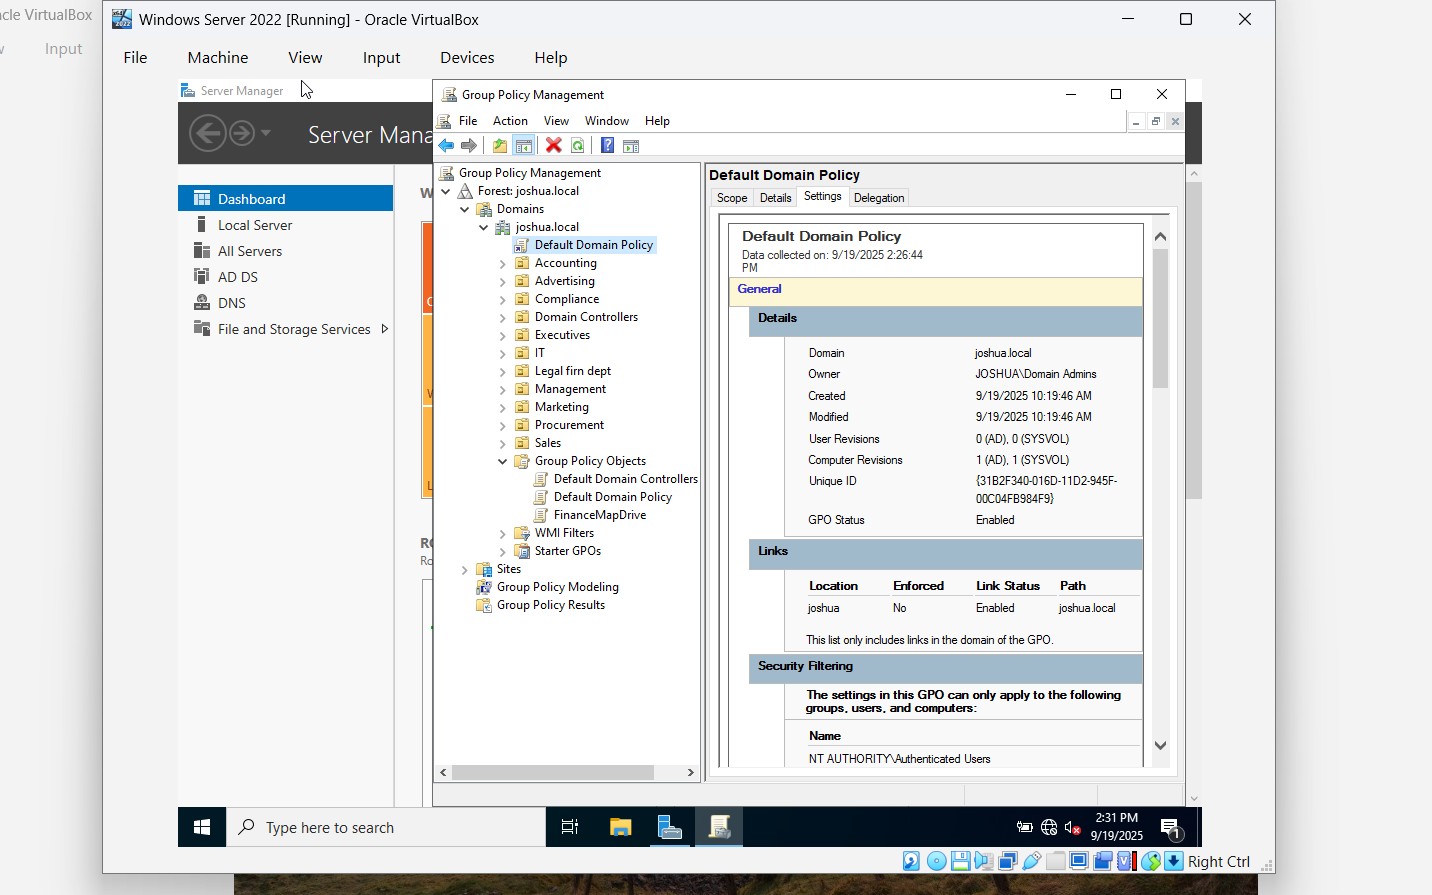 cle VirtualBox
Input
Windows Server 2022 [Running] - Oracle VirtualBox
File Machine View Input Devices Help
Server Manager
Server Mana
Dashboard
Local Server
All Servers
AD DS
DNS
File and Storage Services
Group Policy Management
File Action View Window Help
Group Policy Management
Forest: joshua.local
Domains
joshua.local
Default Domain Policy
Accounting
Advertising
Compliance
Domain Controllers
Executives
IT
Legal firn dept
Management
Marketing
Procurement
Sales
Group Policy Objects
Default Domain Controllers
Default Domain Policy
FinanceMapDrive
WMI Filters
Starter GPOs
Sites
Group Policy Modeling
Group Policy Results
Default Domain Policy
Scope Details Settings Delegation
Default Domain Policy
Data collected on: 9/19/2025 2:26:44
PM
General
Details
Domain joshua.local
Owner JOSHUA\Domain Admins
Created 9/19/2025 10:19:46 AM
Modified 9/19/2025 10:19:46 AM
User Revisions 0 (AD), 0 (SYSVOL)
Computer Revisions 1 (AD), 1 (SYSVOL)
Unique ID {31B2F340-016D-11D2-945F-
00C04FB984F9}
GPO Status Enabled
Links
Location Enforced Link Status Path
joshua No Enabled joshua.local
This list only includes links in the domain of the GPO.
Security Filtering
The settings in this GPO can only apply to the following
groups, users, and computers:
Name
NT AUTHORITY\Authenticated Users
Type here to search
2:31 PM
9/19/2025
1
Right Ctrl